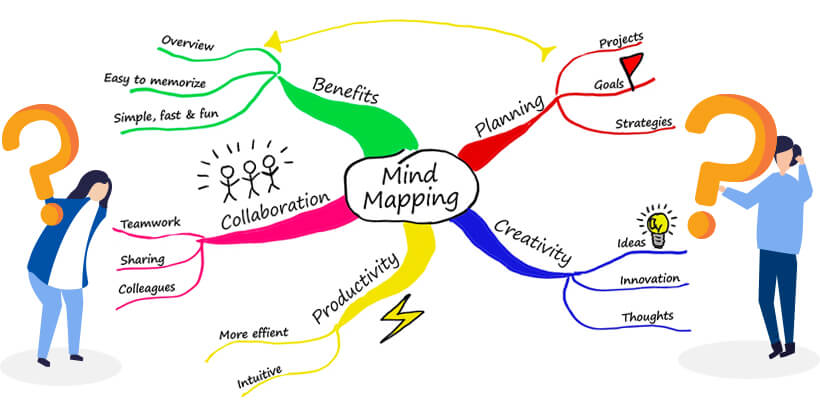 Mind
Mapping
Benefits
Overview
Easy to memorize
Simple, fast & fun
Planning
Projects
Goals
Strategies
Collaboration
Teamwork
Sharing
Colleagues
Productivity
More effient
Intuitive
Creativity
Ideas
Innovation
Thoughts